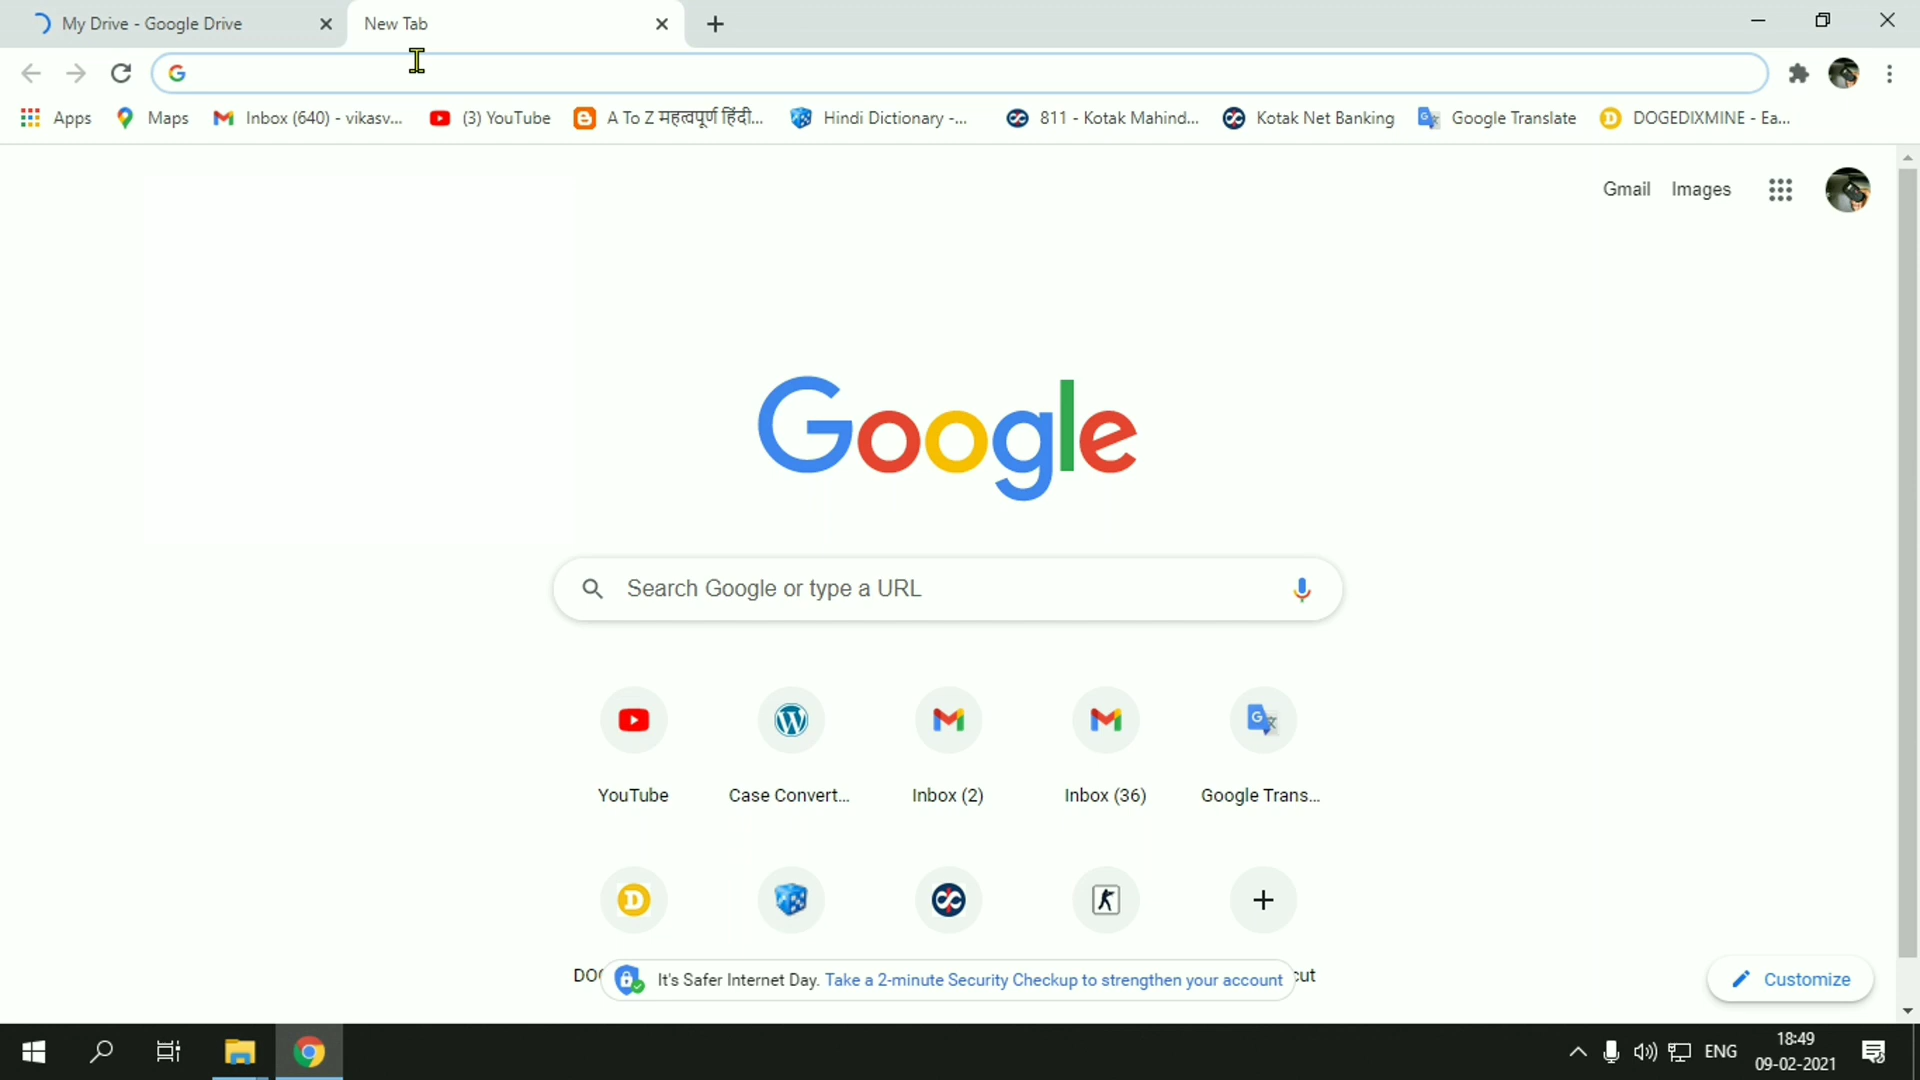 My Drive - Google Drive
New Tab
Apps
Maps
Inbox (640) - vikasv...
(3) YouTube
A To Z महत्वपूर्ण हिंदी...
Hindi Dictionary -...
811 - Kotak Mahind...
Kotak Net Banking
Google Translate
DOGEDIXMINE - Ea...
Gmail
Images
Google
Search Google or type a URL
YouTube
Case Convert...
Inbox (2)
Inbox (36)
Google Trans...
DO
It's Safer Internet Day. Take a 2-minute Security Checkup to strengthen your account
cut
Customize
ENG
18:49
09-02-2021